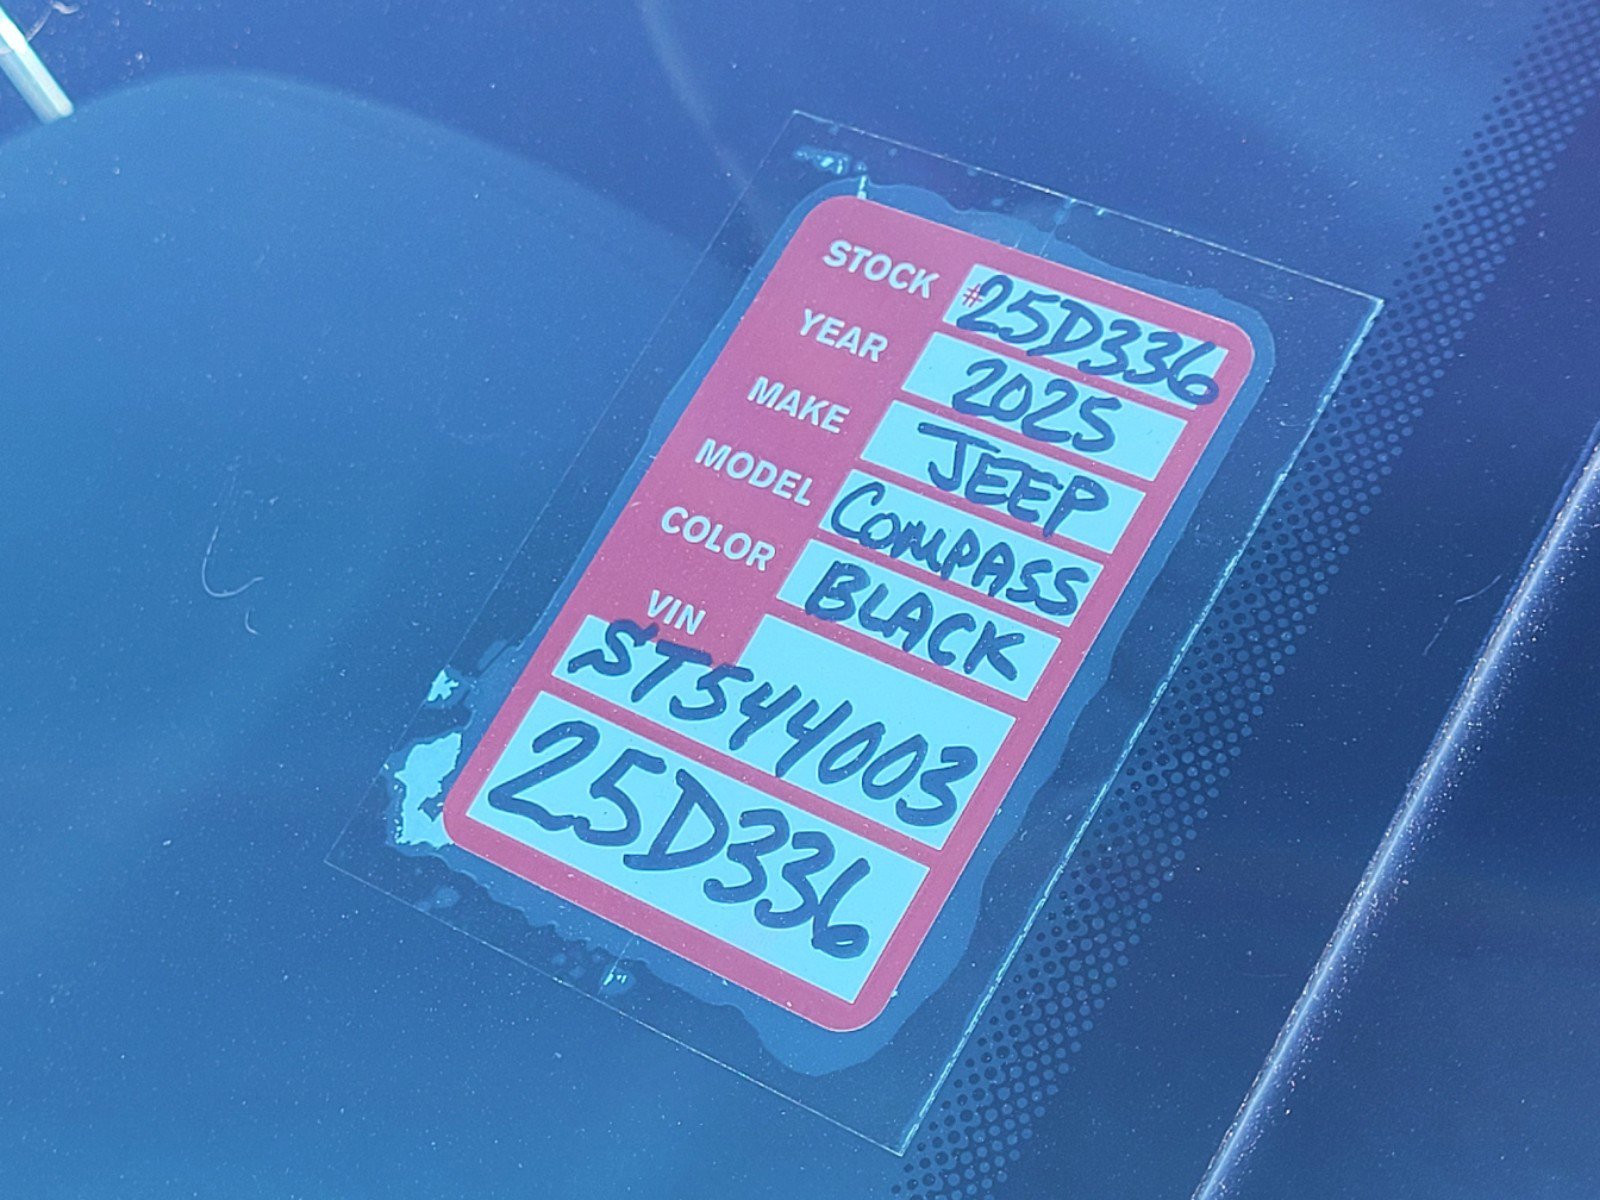 STOCK #25D336
YEAR 2025
MAKE JEEP
MODEL COMPASS
COLOR BLACK
VIN
ST544003
25D336